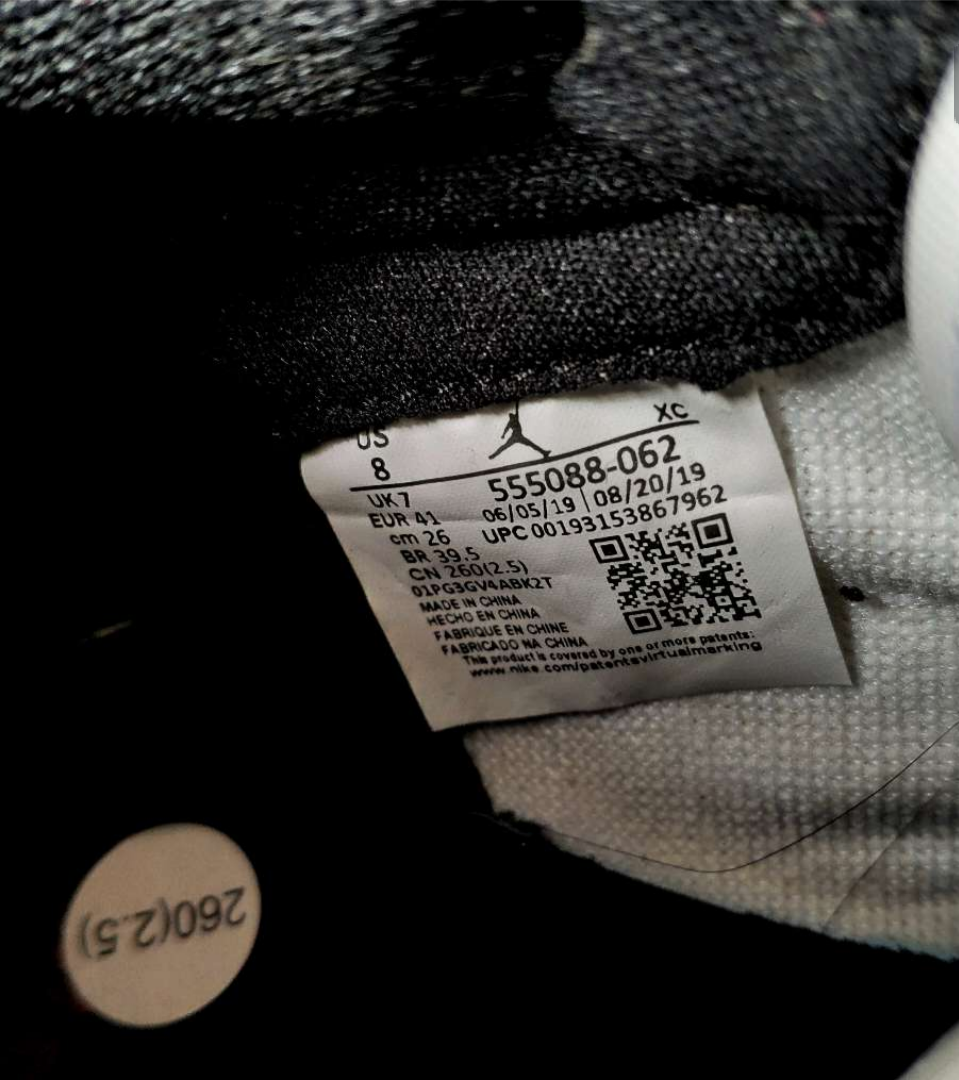 US
XC
8
555088-062
UK 7
06/05/19 | 08/20/19
EUR 41
UPC 00193153867962
cm 26
BR 39.5
CN 260(2.5)
01PG3GV4ABK2T
MADE IN CHINA
HECHO EN CHINA
FABRIQUE EN CHINE
FABRICADO NA CHINA
This product is covered by one or more patents:
www.nike.com/patentsvirtualmarking
260(2.5)